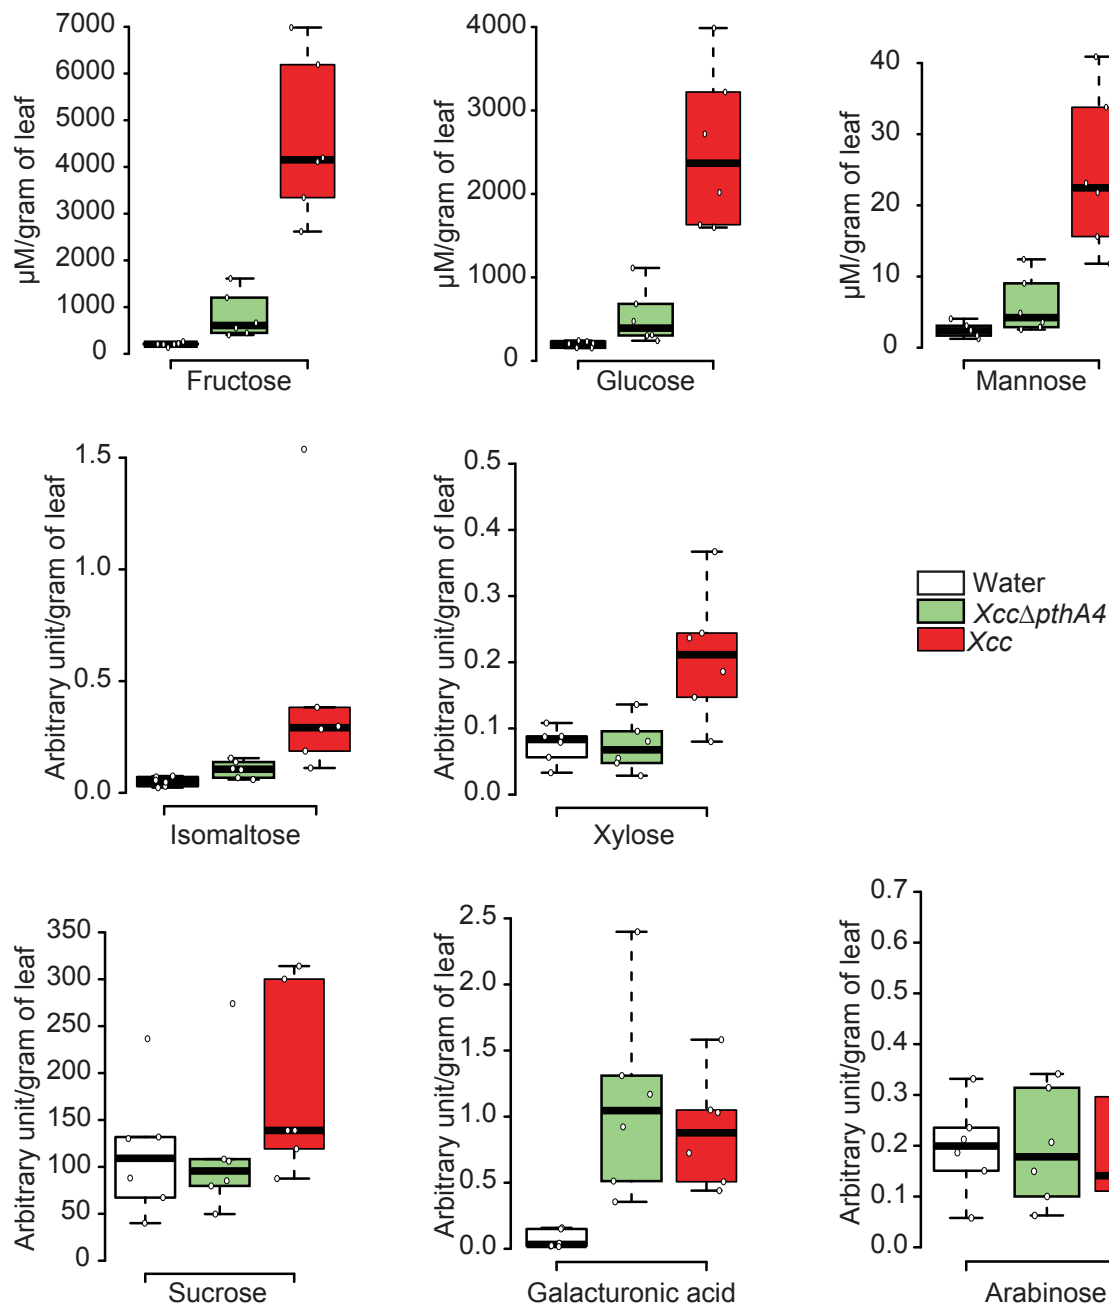 7000
6000
5000
4000
3000
2000
1000
0
µM/gram of leaf
Fructose
4000
3000
2000
1000
0
µM/gram of leaf
Glucose
40
30
20
10
0
µM/gram of leaf
Mannose
1.5
1.0
0.5
0.0
Arbitrary unit/gram of leaf
Isomaltose
0.5
0.4
0.3
0.2
0.1
0.0
Arbitrary unit/gram of leaf
Xylose
Water
XccΔpthA4
Xcc
350
300
250
200
150
100
50
0
Arbitrary unit/gram of leaf
Sucrose
2.5
2.0
1.5
1.0
0.5
0.0
Arbitrary unit/gram of leaf
Galacturonic acid
0.7
0.6
0.5
0.4
0.3
0.2
0.1
0.0
Arbitrary unit/gram of leaf
Arabinose